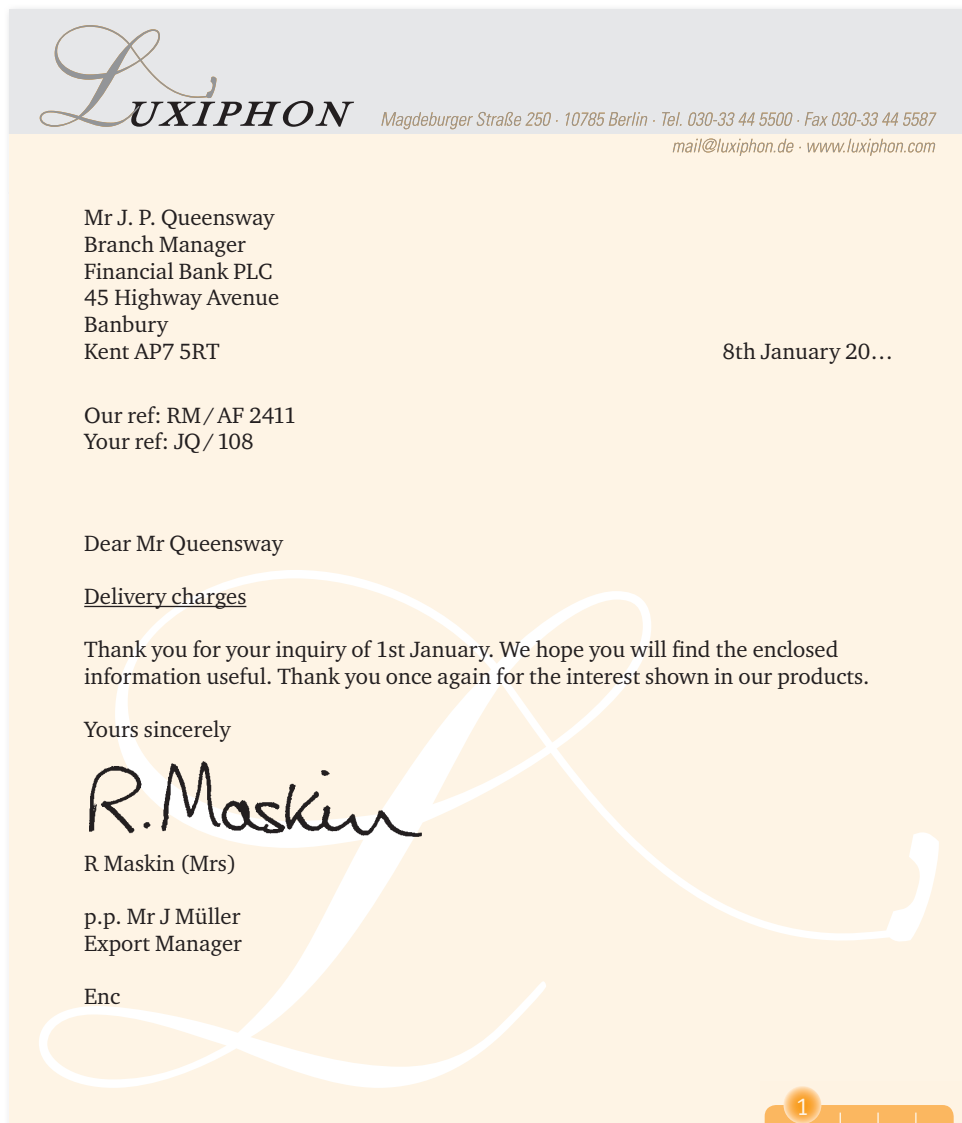 LUXIPHON
Magdeburger Straße 250 · 10785 Berlin · Tel. 030-33 44 5500 · Fax 030-33 44 5587
mail@luxiphon.de · www.luxiphon.com
Mr J. P. Queensway
Branch Manager
Financial Bank PLC
45 Highway Avenue
Banbury
Kent AP7 5RT
8th January 20…
Our ref: RM/AF 2411
Your ref: JQ/108
Dear Mr Queensway
Delivery charges
Thank you for your inquiry of 1st January. We hope you will find the enclosed
information useful. Thank you once again for the interest shown in our products.
Yours sincerely
R. Maskin
R Maskin (Mrs)
p.p. Mr J Müller
Export Manager
Enc
1